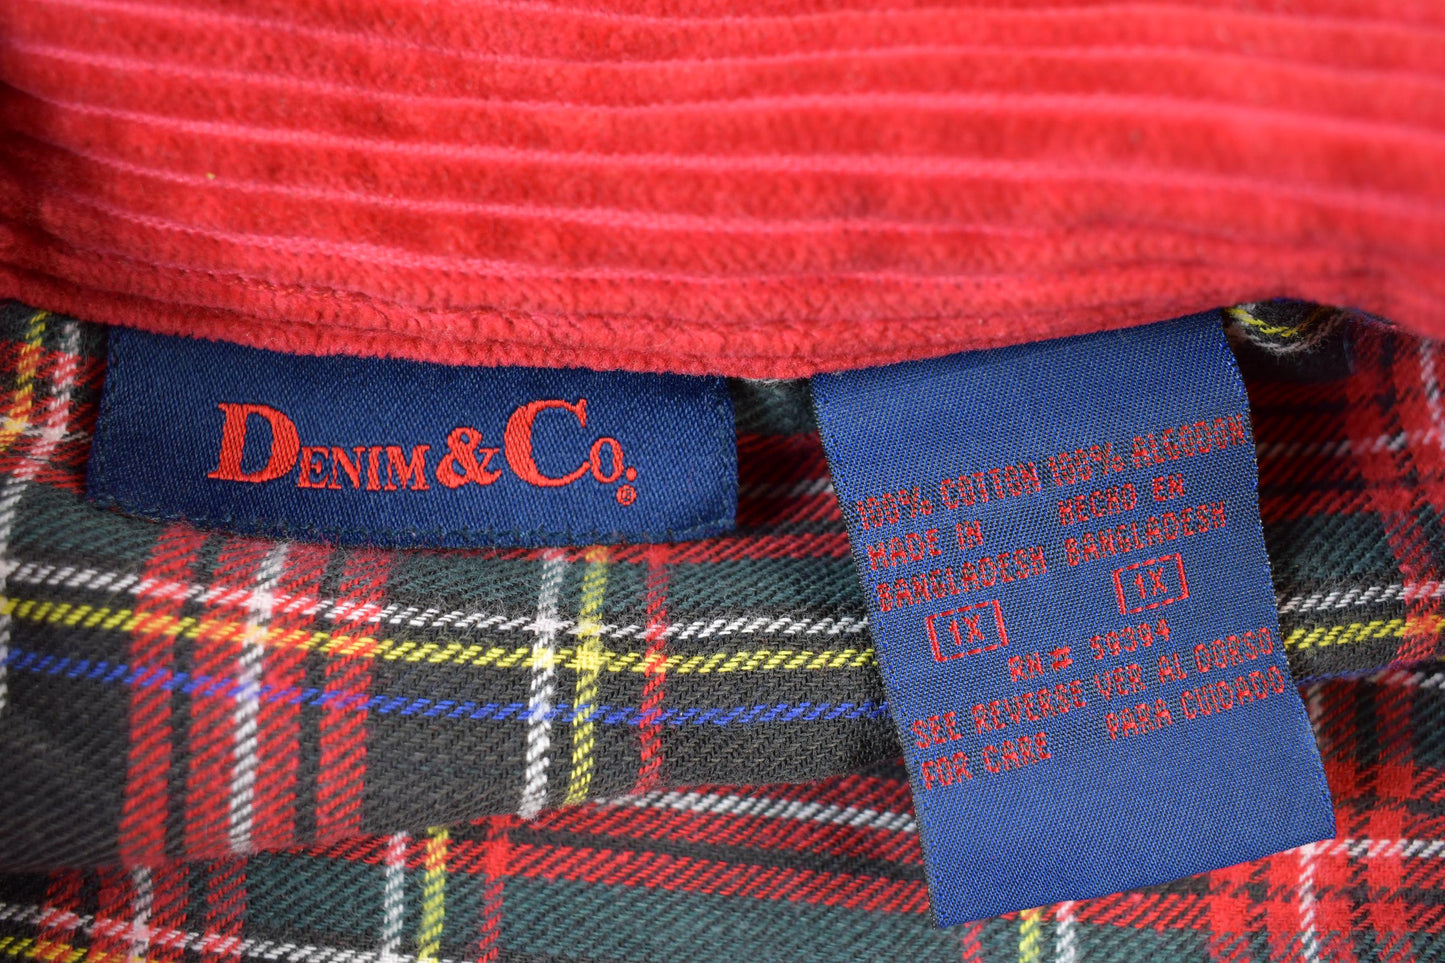 DENIM & CO.®
100% COTTON 100% ALGODON
MADE IN HECHO EN
BANGLADESH BANGLADESH
1X 1X
RN# 59394
SEE REVERSE VER AL DORSO
FOR CARE PARA CUIDADO